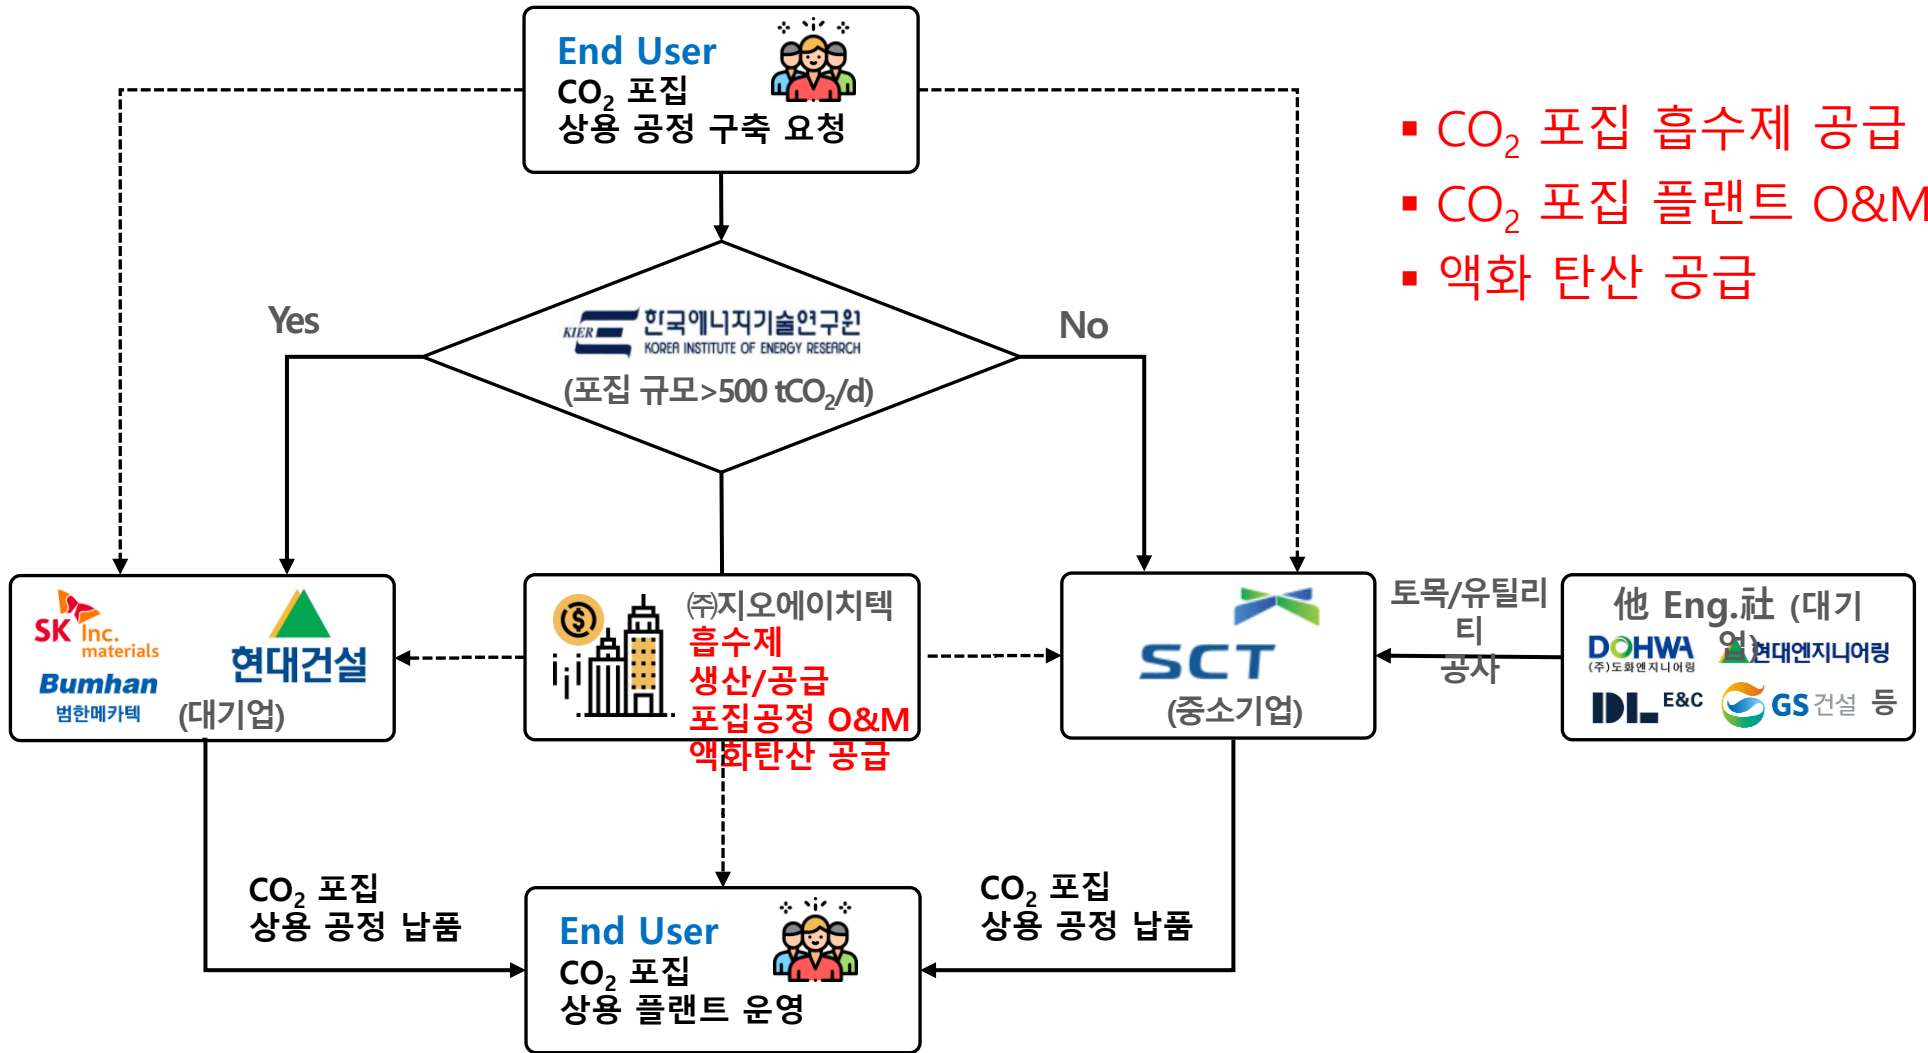 End User
CO2 포집
상용 공정 구축 요청
▪ CO2 포집 흡수제 공급
▪ CO2 포집 플랜트 O&M
▪ 액화 탄산 공급
Yes
No
KIER 한국에너지기술연구원
KOREA INSTITUTE OF ENERGY RESEARCH
(포집 규모>500 tCO2/d)
SK Inc.
materials
현대건설
Bumhan
범한메카텍
(대기업)
㈜지오에이치텍
흡수제
생산/공급
포집공정 O&M
액화탄산 공급
SCT
(중소기업)
토목/유틸리
티
공사
他 Eng.社 (대기
업)
DOHWA
(주)도화엔지니어링
현대엔지니어링
DL E&C
GS건설 등
CO2 포집
상용 공정 납품
CO2 포집
상용 공정 납품
End User
CO2 포집
상용 플랜트 운영